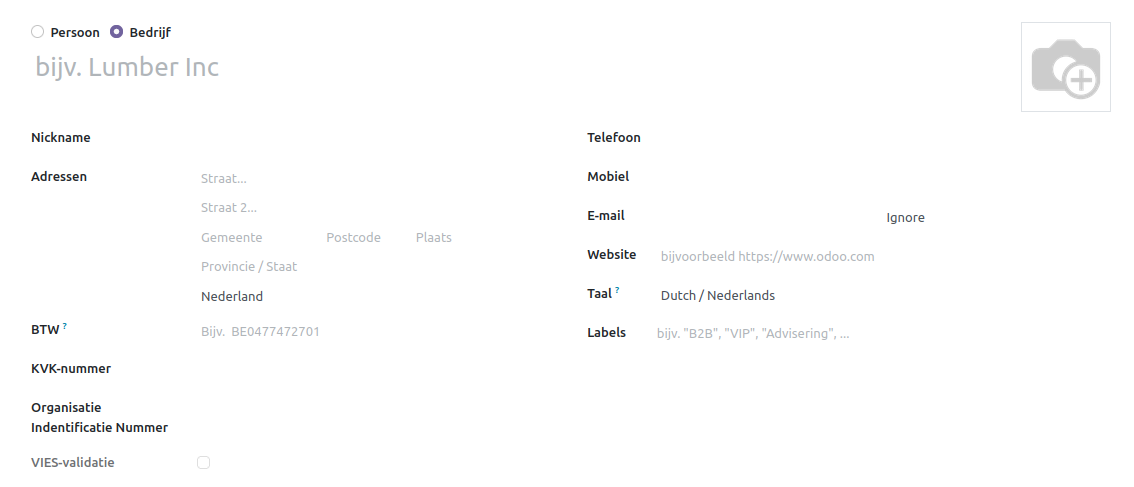 Persoon Bedrijf
bijv. Lumber Inc
Nickname
Adressen
Straat...
Straat 2...
Gemeente Postcode Plaats
Provincie / Staat
Nederland
BTW ? Bijv. BE0477472701
KVK-nummer
Organisatie
Indentificatie Nummer
VIES-validatie
Telefoon
Mobiel
E-mail Ignore
Website bijvoorbeeld https://www.odoo.com
Taal ? Dutch / Nederlands
Labels bijv. "B2B", "VIP", "Advisering", ...